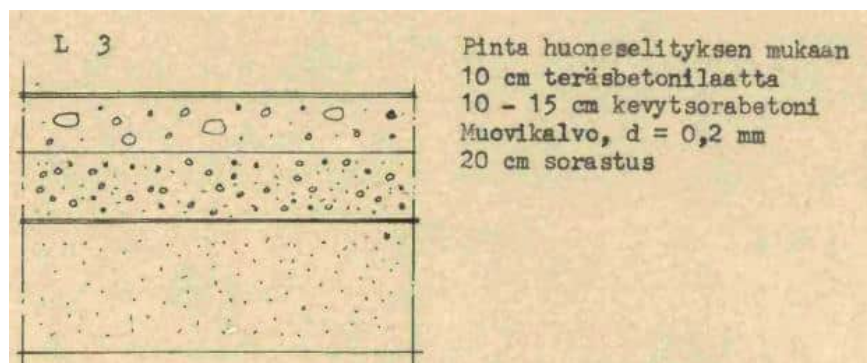 L 3
Pinta huoneselityksen mukaan
10 cm teräsbetonilaatta
10 - 15 cm kevytsorabetoni
Muovikalvo, d = 0,2 mm
20 cm sorastus